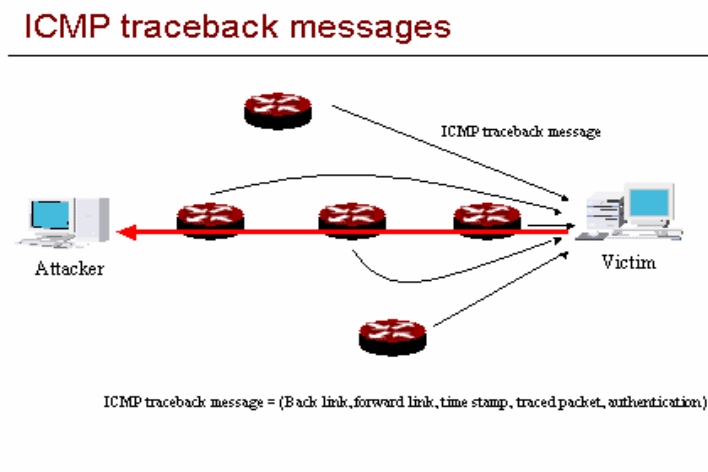 ICMP traceback messages
ICMP traceback message
Attacker
Victim
ICMP traceback message = (Back link, forward link, time stamp, traced packet, authentication)